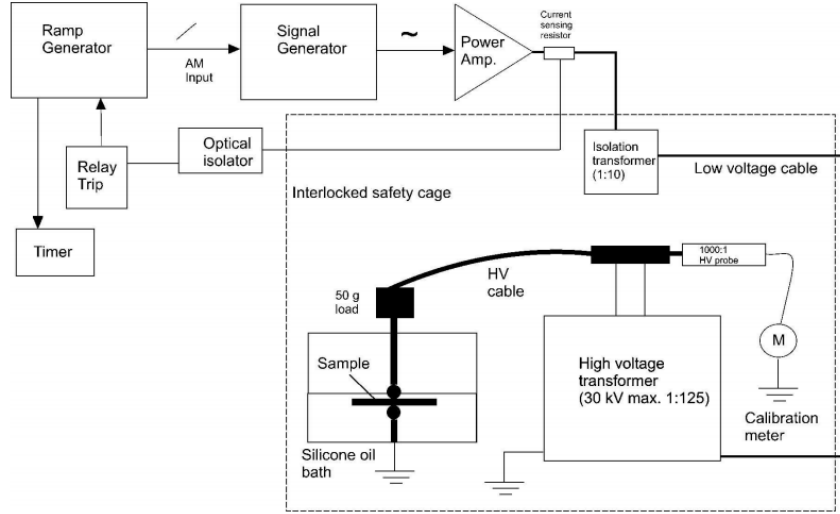 Ramp
Generator
AM
Input
Signal
Generator
~
Power
Amp.
Current
sensing
resistor
Relay
Trip
Optical
isolator
Timer
Interlocked safety cage
Isolation
transformer
(1:10)
Low voltage cable
HV
cable
1000:1
HV probe
50 g
load
M
Sample
High voltage
transformer
(30 kV max. 1:125)
Calibration
meter
Silicone oil
bath